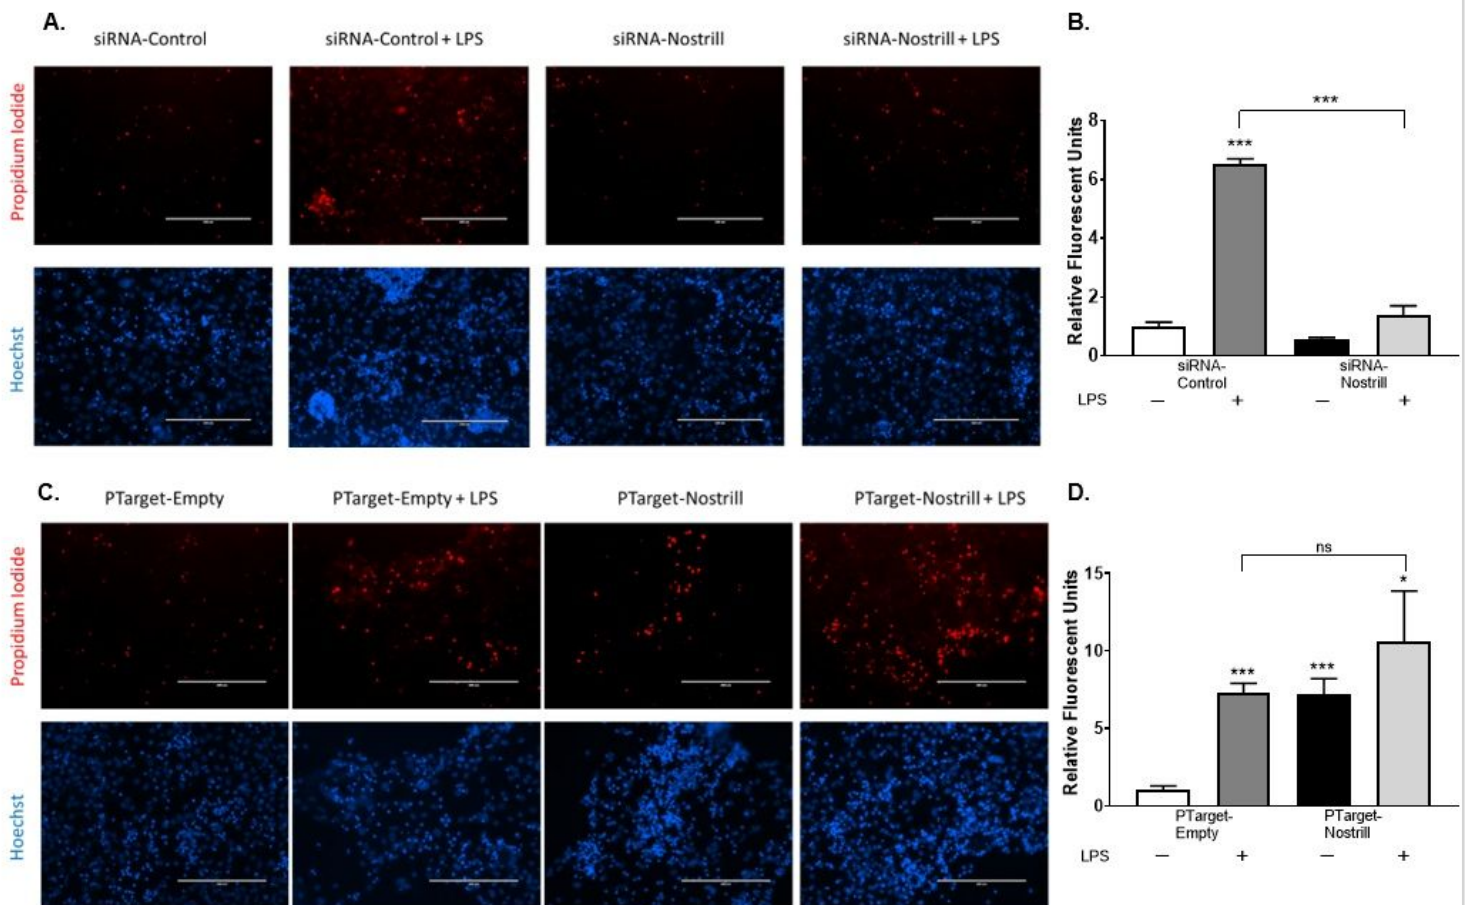 A.
siRNA-Control
siRNA-Control + LPS
siRNA-Nostrill
siRNA-Nostrill + LPS
Propidium Iodide
Hoechst
B.
Relative Fluorescent Units
8
6
4
2
0
***
***
siRNA-
Control
siRNA-
Nostrill
LPS – + – +
C.
PTarget-Empty
PTarget-Empty + LPS
PTarget-Nostrill
PTarget-Nostrill + LPS
Propidium Iodide
Hoechst
D.
Relative Fluorescent Units
15
10
5
0
ns
***
***
*
PTarget-
Empty
PTarget-
Nostrill
LPS – + – +